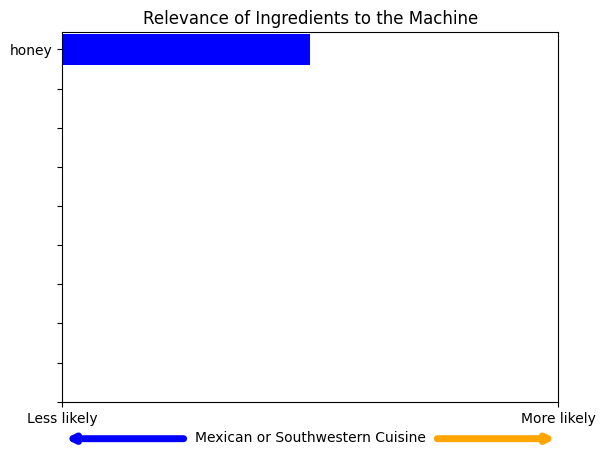 Relevance of Ingredients to the Machine
honey
Less likely
More likely
Mexican or Southwestern Cuisine